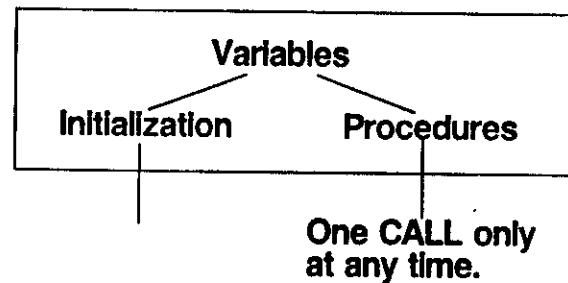 Variables
Initialization
Procedures
One CALL only
at any time.